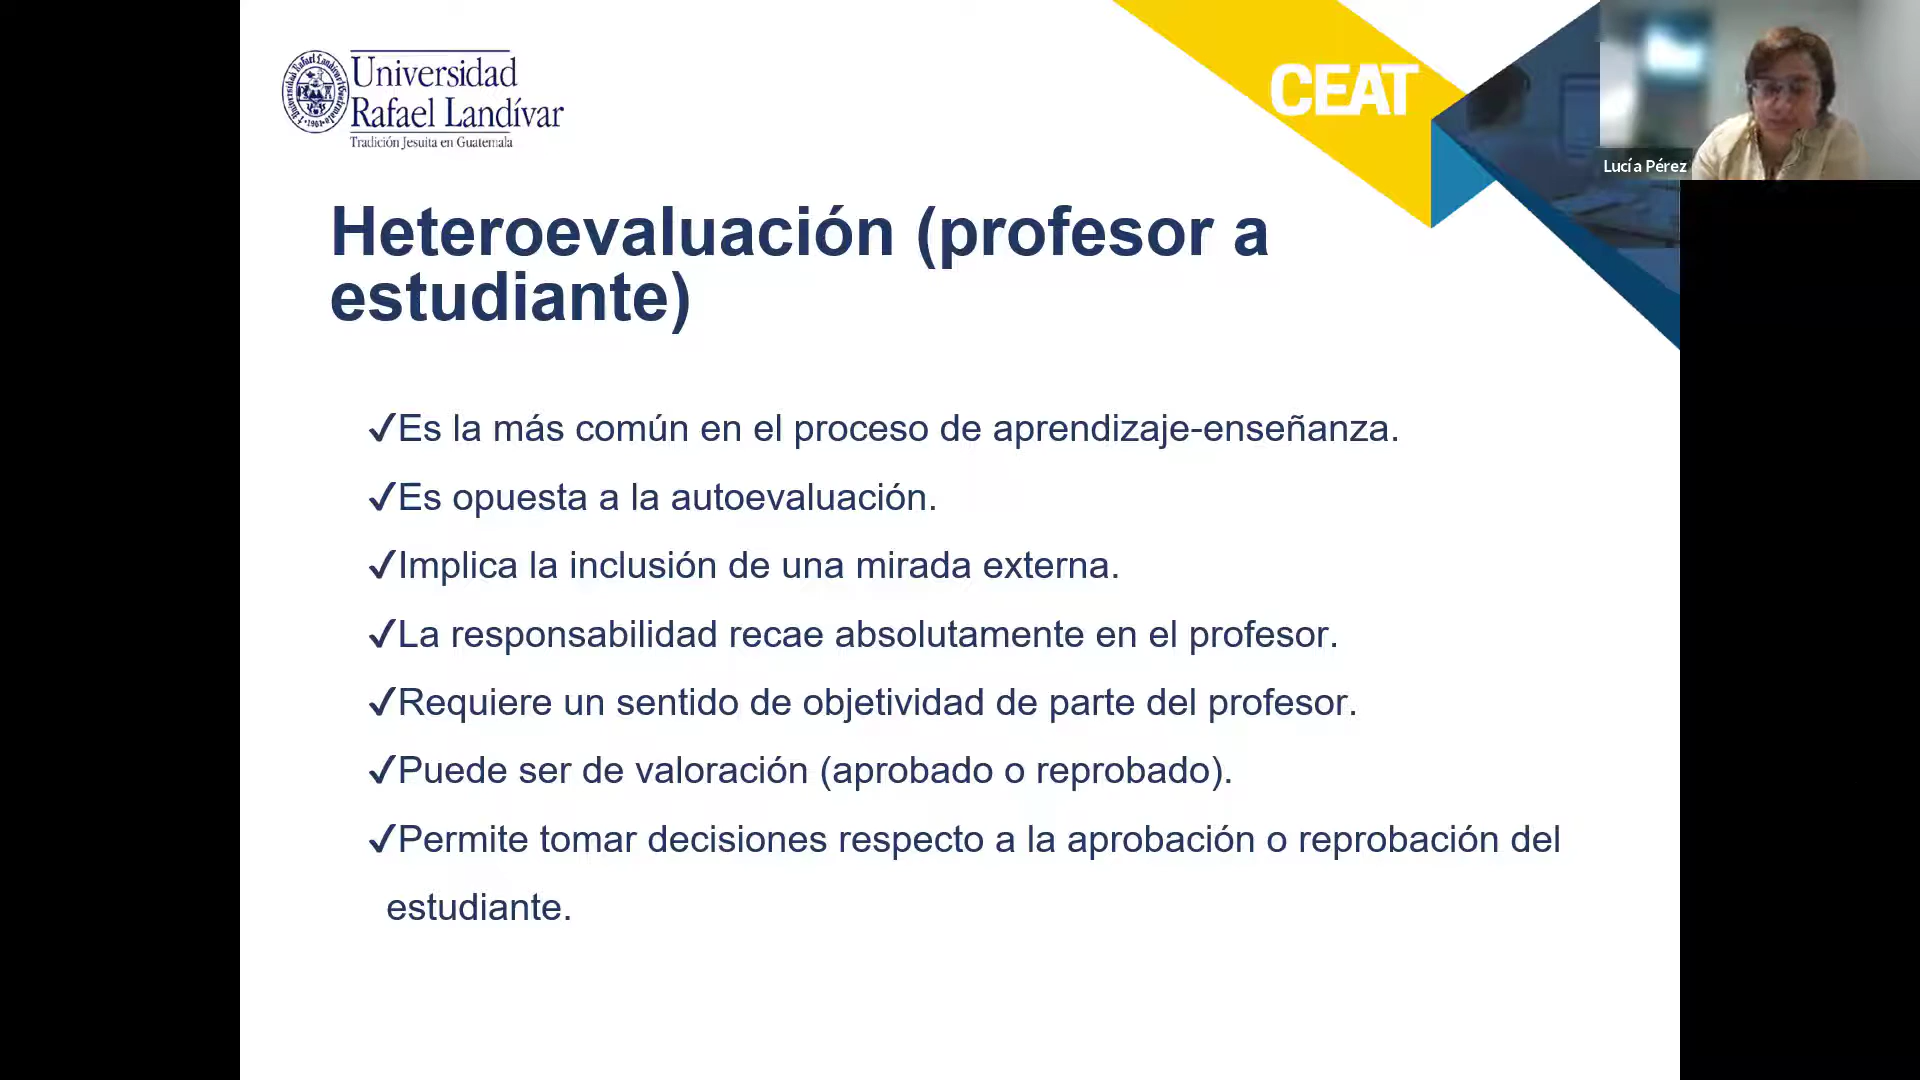 Universidad
Rafael Landívar
Tradición Jesuita en Guatemala
CEAT
Lucía Pérez
Heteroevaluación (profesor a
estudiante)
✓Es la más común en el proceso de aprendizaje-enseñanza.
✓Es opuesta a la autoevaluación.
✓Implica la inclusión de una mirada externa.
✓La responsabilidad recae absolutamente en el profesor.
✓Requiere un sentido de objetividad de parte del profesor.
✓Puede ser de valoración (aprobado o reprobado).
✓Permite tomar decisiones respecto a la aprobación o reprobación del
estudiante.